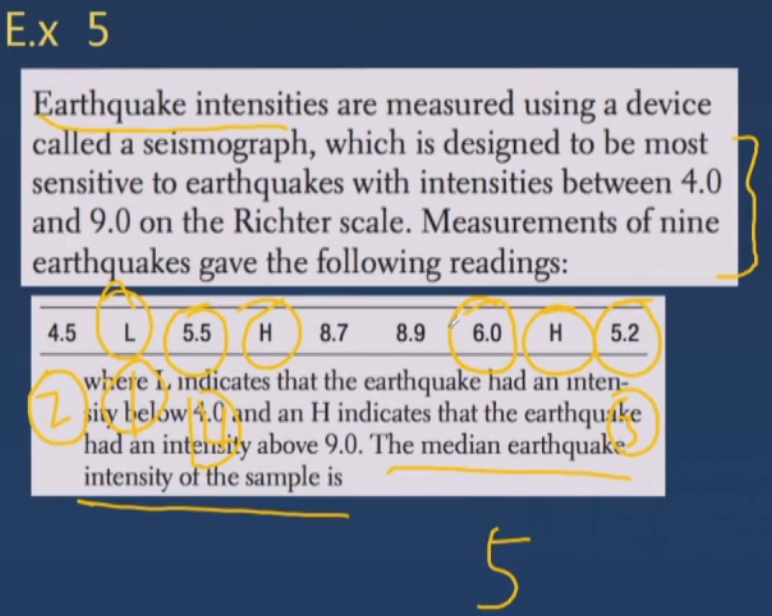 E.x 5
Earthquake intensities are measured using a device
called a seismograph, which is designed to be most
sensitive to earthquakes with intensities between 4.0
and 9.0 on the Richter scale. Measurements of nine
earthquakes gave the following readings:
4.5 L 5.5 H 8.7 8.9 6.0 H 5.2
where L indicates that the earthquake had an inten-
2 sity below 4.0 and an H indicates that the earthquake
1 4 3
had an intensity above 9.0. The median earthquake
intensity of the sample is
5